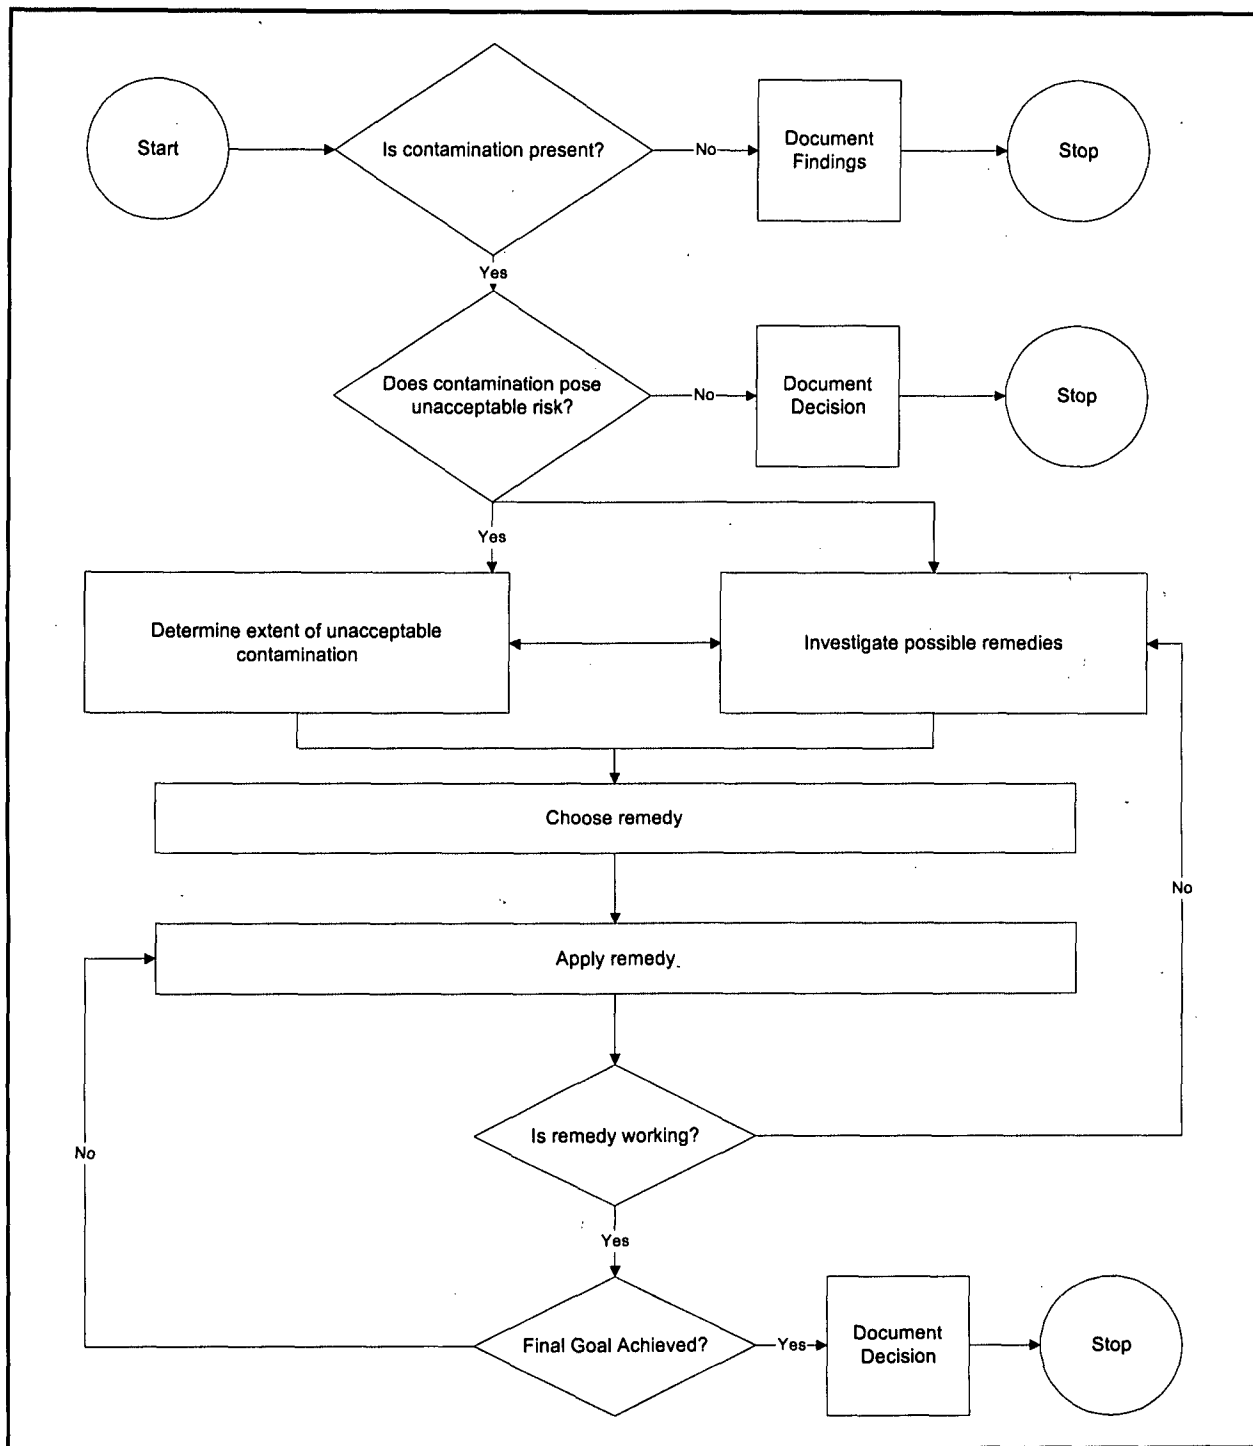 Start
Is contamination present?
No
Document
Findings
Stop
Yes
Does contamination pose
unacceptable risk?
No
Document
Decision
Stop
Yes
Determine extent of unacceptable
contamination
Investigate possible remedies
Choose remedy
No
Apply remedy
Is remedy working?
No
Yes
Final Goal Achieved?
Yes
Document
Decision
Stop